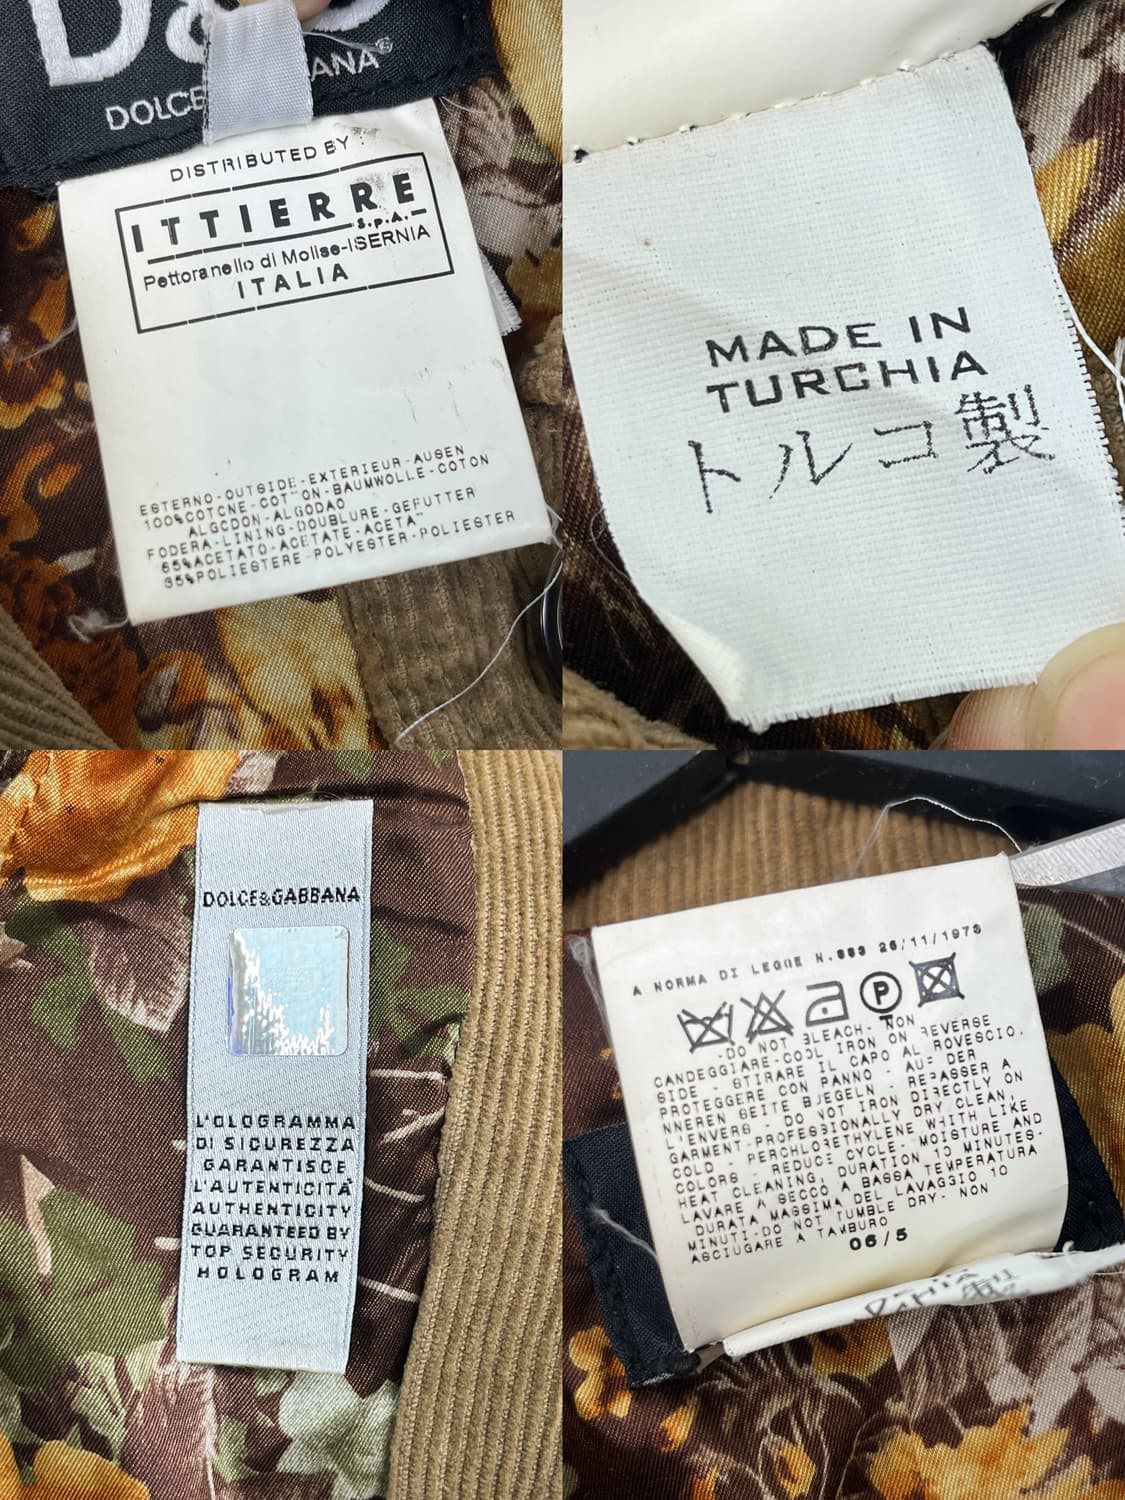 D&G
DOLCE
ANA®
DISTRIBUTED BY
ITTIERRE
S.p.A.
Pettoranello di Molise-ISERNIA
ITALIA
ESTERNO-OUTSIDE-EXTERIEUR-AUSEN
100%COTONE-COTTON-BAUMWOLLE-COTON
ALGODON-ALGODAO
FODERA-LINING-DOUBLURE-GEFUTTER
65%ACETATO-ACETATE-ACETAT
35%POLIESTERE-POLYESTER-POLIESTER
MADE IN
TURCHIA
トルコ製
DOLCE&GABBANA
L'OLOGRAMMA
DI SICUREZZA
GARANTISCE
L'AUTENTICITÀ
AUTHENTICITY
GUARANTEED BY
TOP SECURITY
HOLOGRAM
A NORMA DI LEGGE N.883 26/11/1973
P
-DO NOT BLEACH- NON
CANDEGGIARE-COOL IRON ON REVERSE
SIDE - STIRARE IL CAPO AL ROVESCIO.
PROTEGGERE CON PANNO - AUF DER
NNEREN SEITE BUEGELN - REPASSER A
L'ENVERS - DO NOT IRON DIRECTLY ON
GARMENT-PROFESSIONALLY DRY CLEAN,
COLD - PERCHLORETHYLENE WHITH LIKE
COLORS - REDUCE CYCLE- MOISTURE AND
HEAT CLEANING, DURATION 10 MINUTES-
LAVARE A SECCO A BASSA TEMPERATURA
DURATA MASSIMA DEL LAVAGGIO 10
MINUTI-DO NOT TUMBLE DRY- NON
ASCIUGARE A TAMBURO
06/5